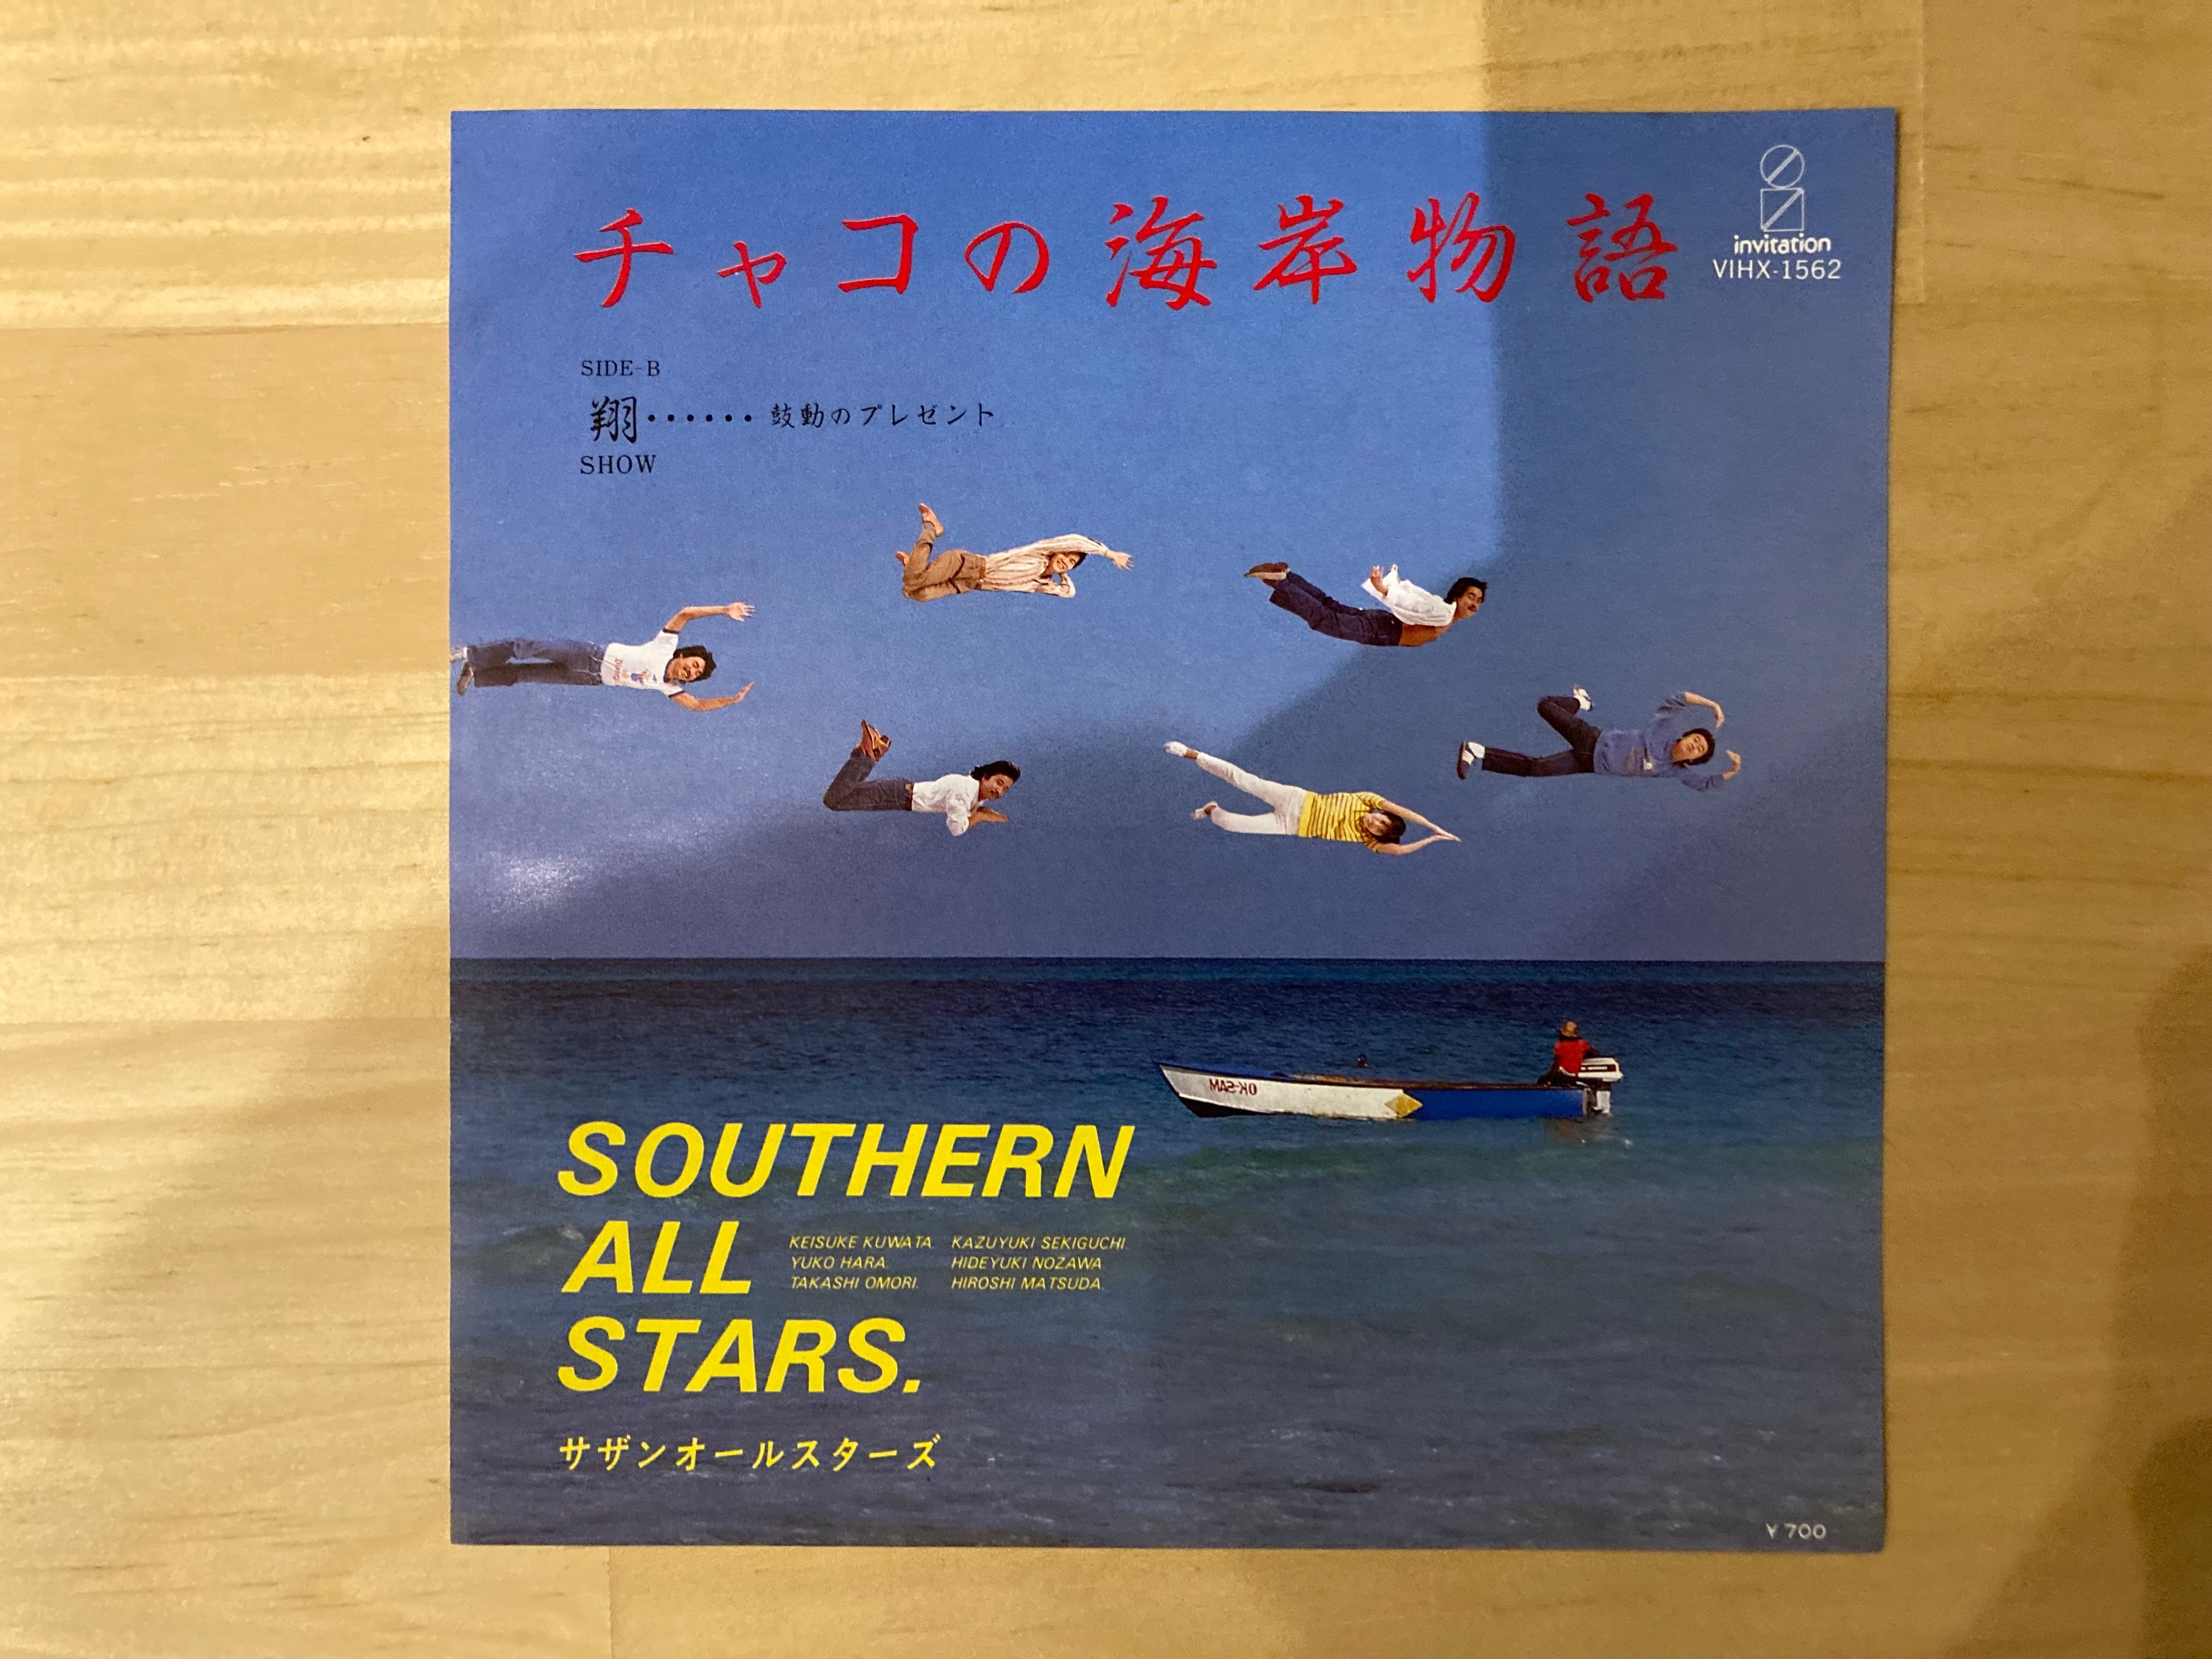 チャコの海岸物語
invitation
VIHX-1562
SIDE-B
翔・・・・・・鼓動のプレゼント
SHOW
OK-SAM
SOUTHERN
ALL
STARS.
KEISUKE KUWATA. KAZUYUKI SEKIGUCHI.
YUKO HARA. HIDEYUKI NOZAWA.
TAKASHI OMORI. HIROSHI MATSUDA.
サザンオールスターズ
¥700